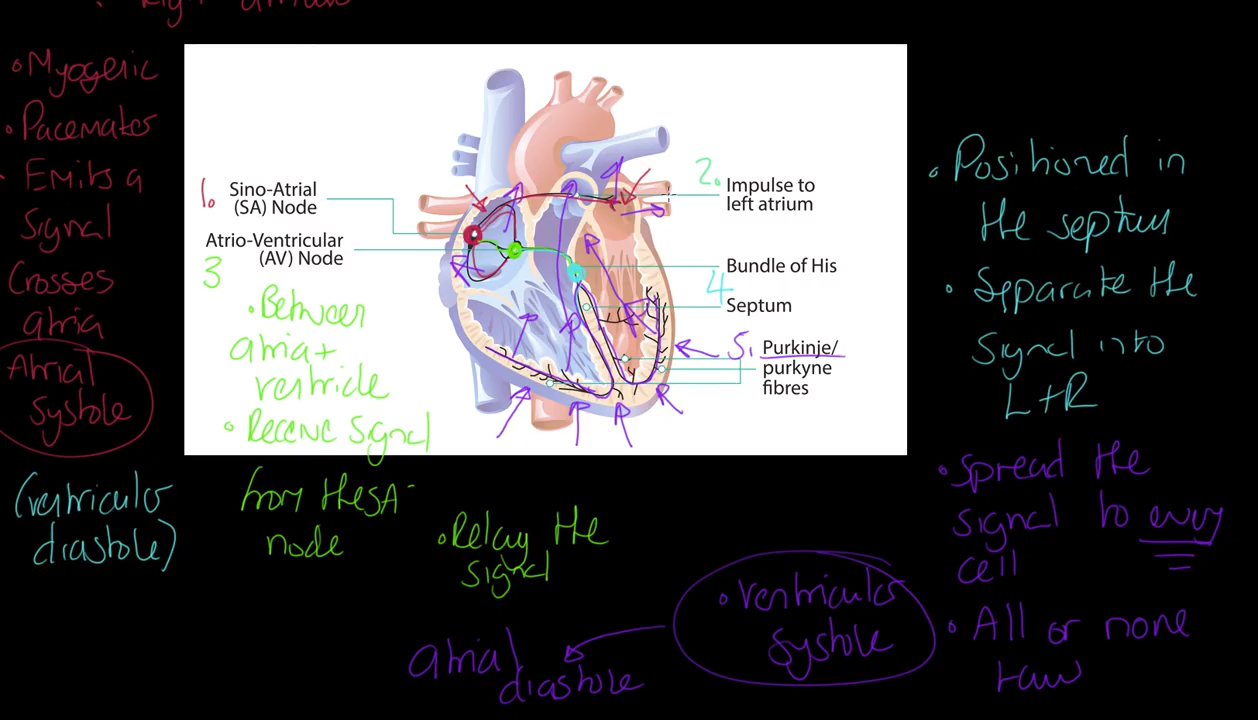 • Myogenic
• Pacemaker
• Emits a
signal
Crosses
atria
Atrial
systole
(ventricular
diastole)
1.
Sino-Atrial
(SA) Node
Atrio-Ventricular
(AV) Node
3
• Between
atria +
ventricle
• Receive signal
from the SA-
node
• Relay the
signal
2.
Impulse to
left atrium
Bundle of His
4
Septum
5.
Purkinje/
purkyne
fibres
• Positioned in
the septum
• Separate the
signal into
L+R
• Spread the
signal to every
cell
• All or none
law
• ventricular
systole
atrial
diastole